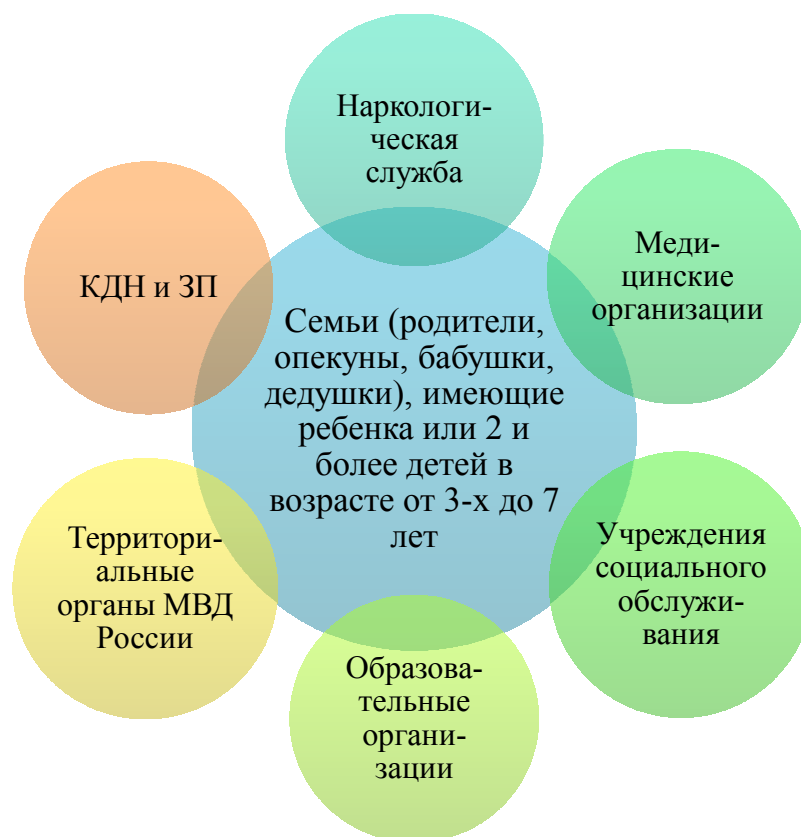 Наркологи-
ческая
служба
Меди-
цинские
организации
Учреждения
социального
обслужи-
вания
Образова-
тельные
органи-
зации
Территори-
альные
органы МВД
России
КДН и ЗП
Семьи (родители,
опекуны, бабушки,
дедушки), имеющие
ребенка или 2 и
более детей в
возрасте от 3-х до 7
лет